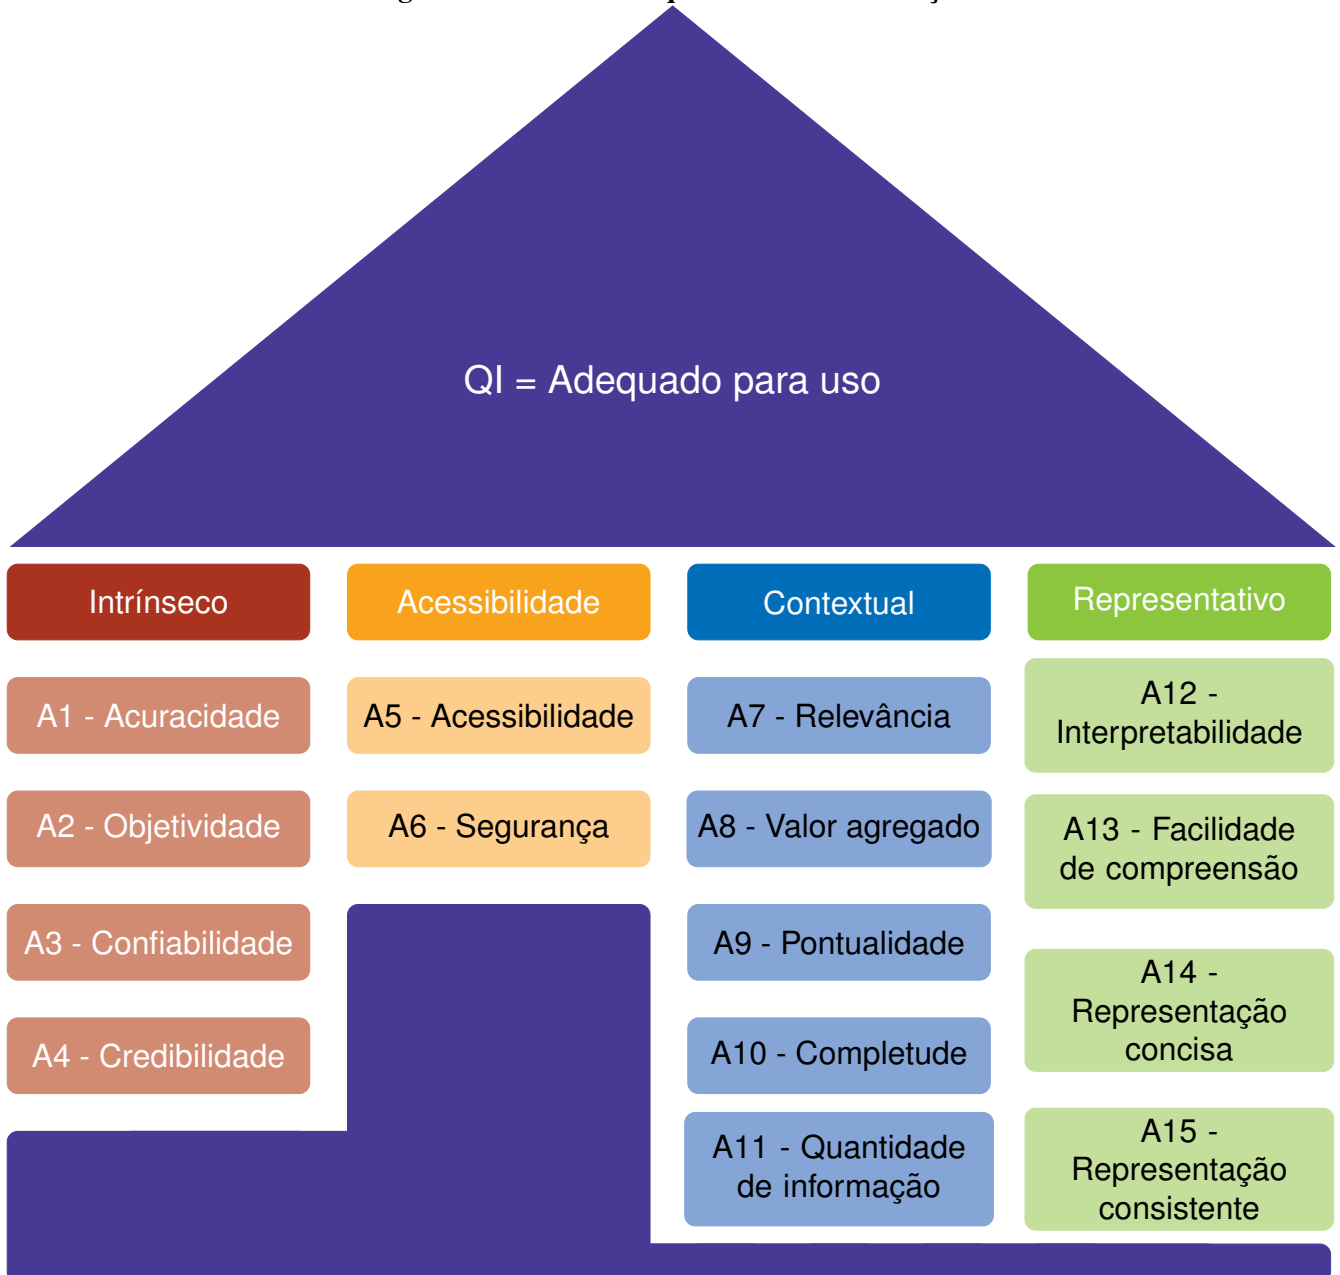 QI = Adequado para uso
Intrínseco
Acessibilidade
Contextual
Representativo
A1 - Acuracidade
A2 - Objetividade
A3 - Confiabilidade
A4 - Credibilidade
A5 - Acessibilidade
A6 - Segurança
A7 - Relevância
A8 - Valor agregado
A9 - Pontualidade
A10 - Completude
A11 - Quantidade
de informação
A12 -
Interpretabilidade
A13 - Facilidade
de compreensão
A14 -
Representação
concisa
A15 -
Representação
consistente